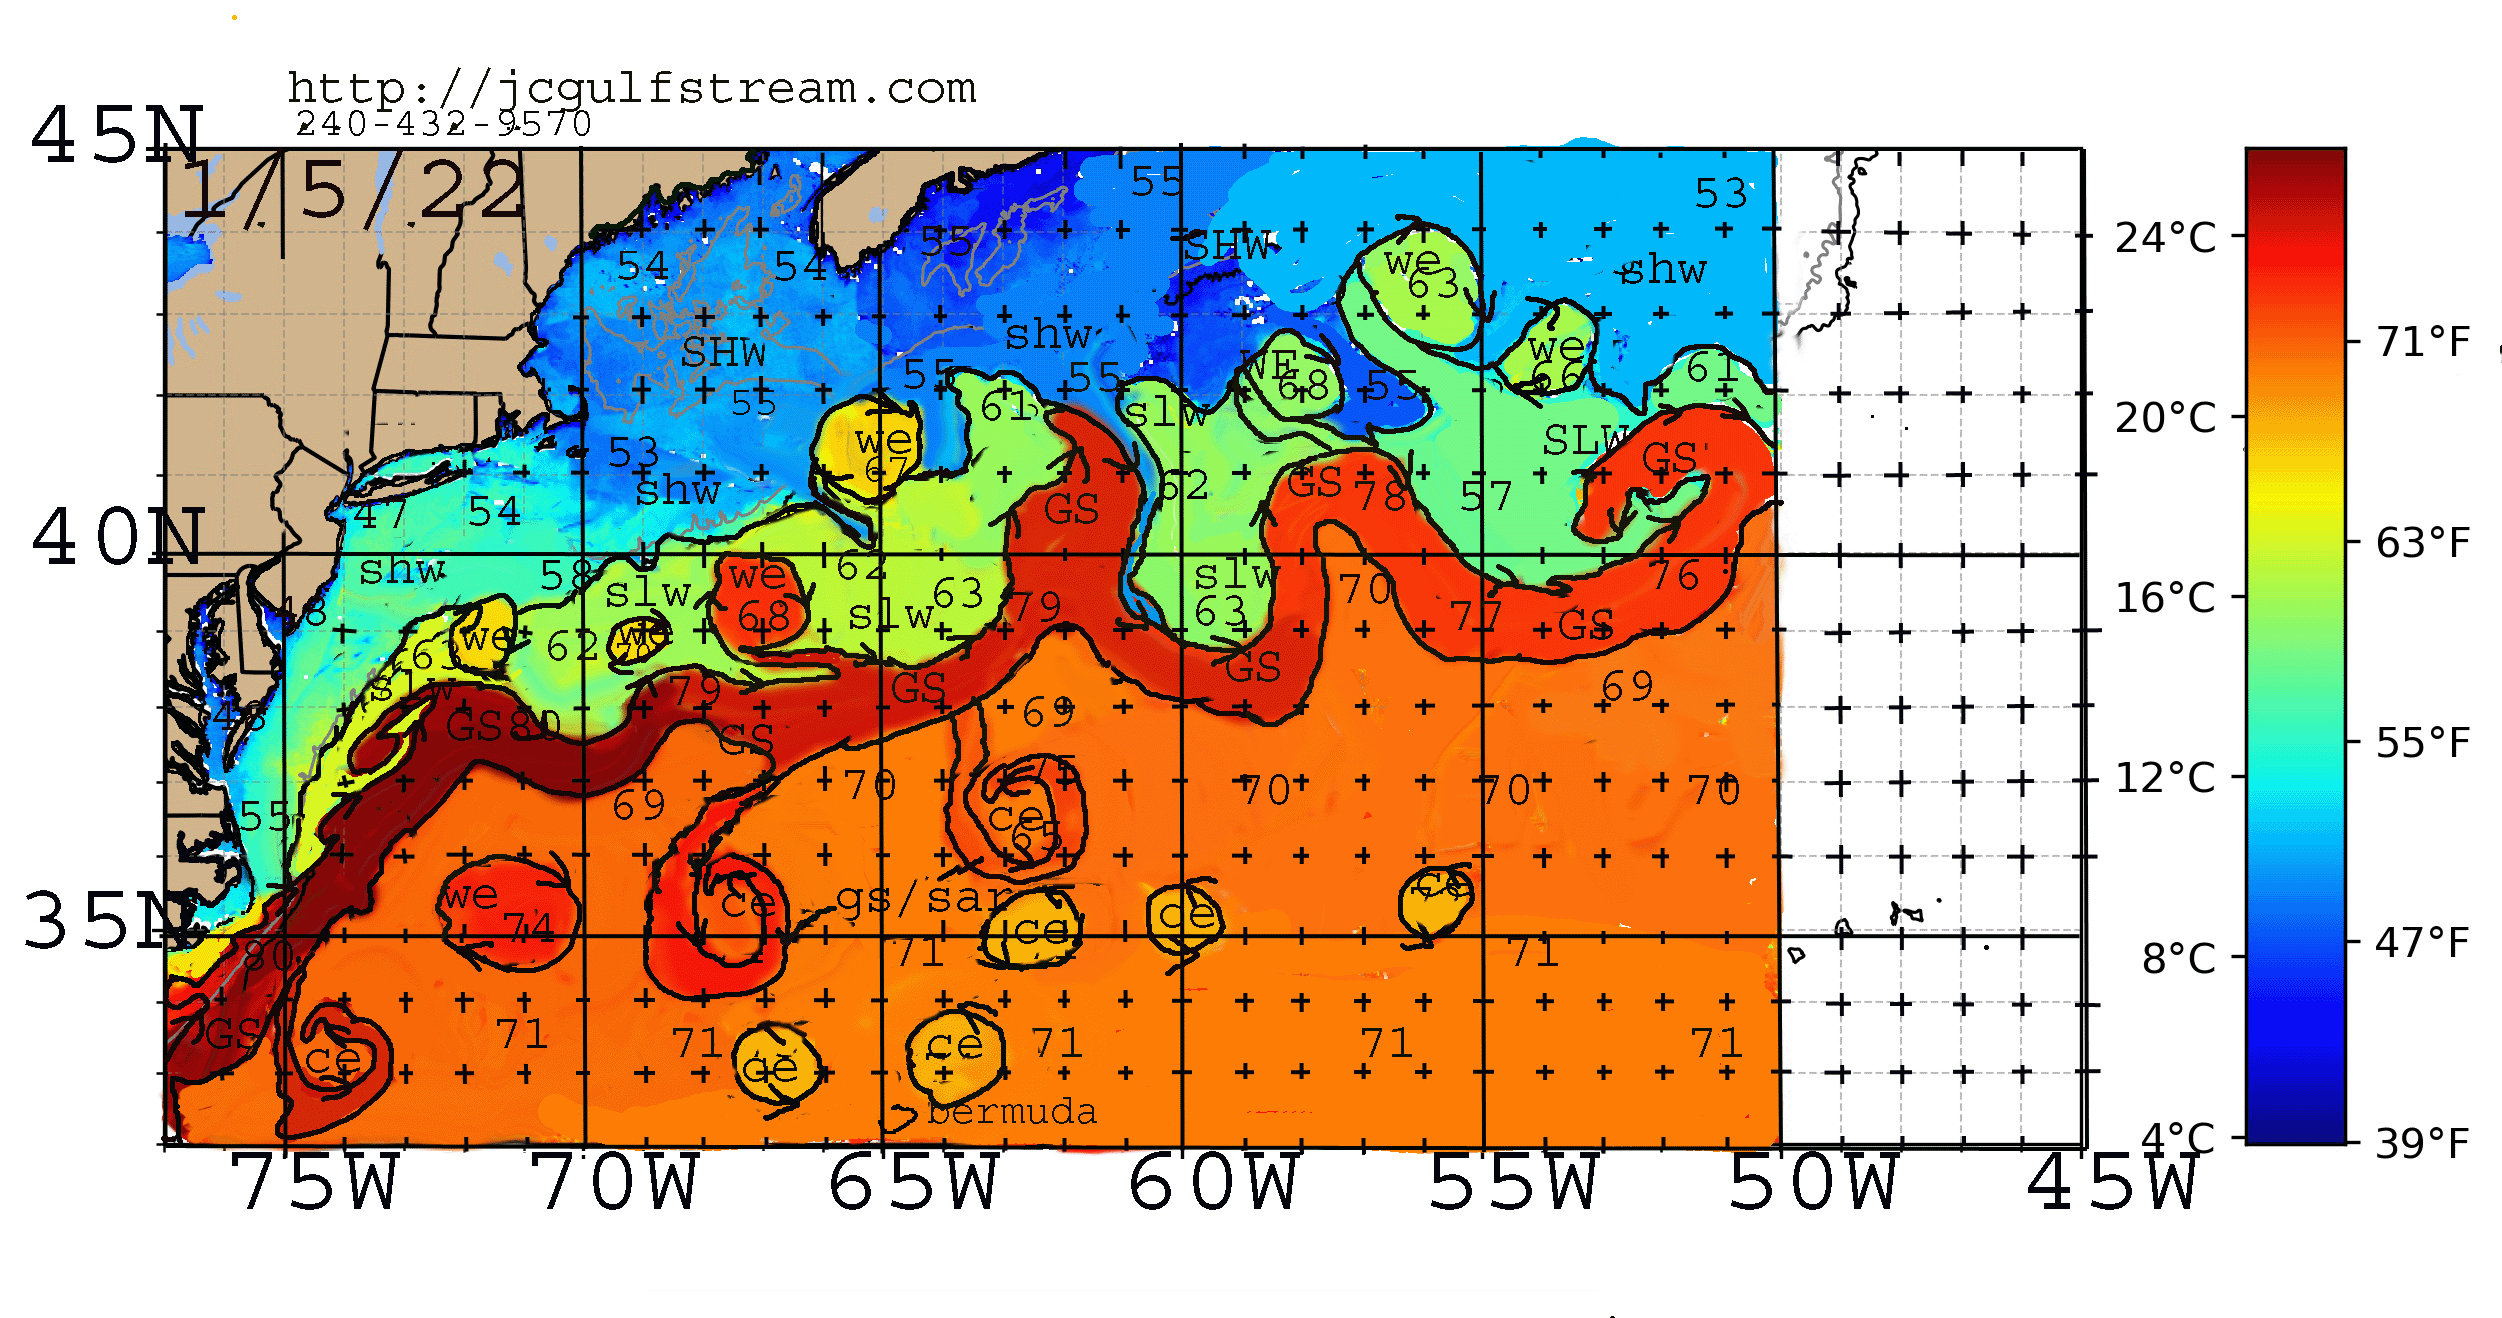 http://jcgulfstream.com
240-432-9570
45N
1/5/22
55
53
54
54
55
SHW
we
63
shw
24°C
shw
SHW
55
55
WE
68
55
we
66
61
71°F
55
61
slw
we
67
20°C
53
shw
SLW
GS'
47
54
GS
62
GS
78
57
40N
63°F
shw
58
slw
we
68
62
slw
63
79
slw
63
70
77
76
GS
16°C
48
we
63
62
we
70
slw
GS
GS
79
69
69
48
GS
80
GS
55°F
70
75
70
70
70
12°C
55
69
ce
65
we
74
ce
gs/sar
ce
ce
ce
35N
80
71
71
47°F
8°C
GS
ce
71
71
ce
ce
71
71
71
bermuda
4°C
39°F
75W
70W
65W
60W
55W
50W
45W